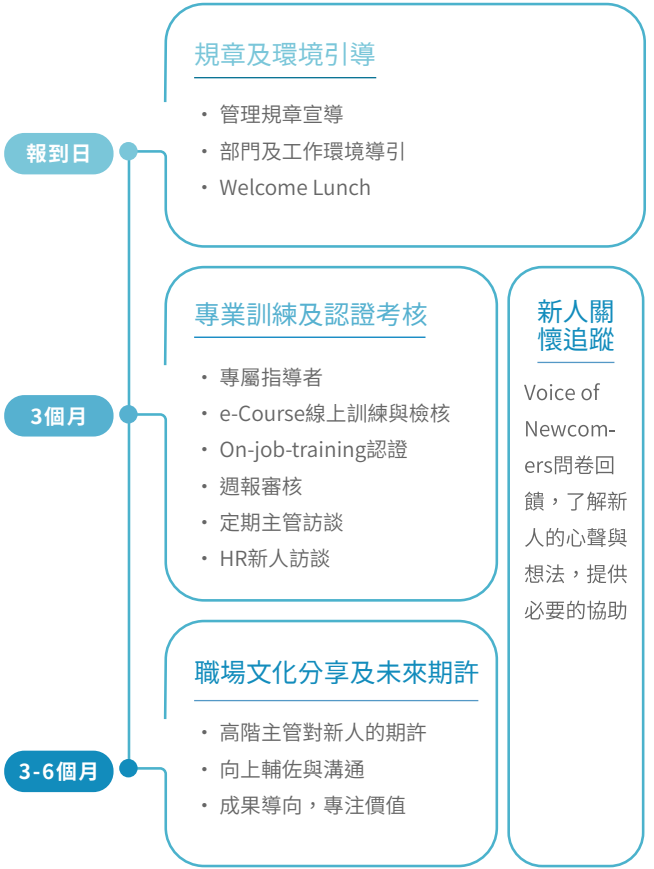 報到日
規章及環境引導
・ 管理規章宣導
・ 部門及工作環境導引
・ Welcome Lunch
3個月
專業訓練及認證考核
・ 專屬指導者
・ e-Course線上訓練與檢核
・ On-job-training認證
・ 週報審核
・ 定期主管訪談
・ HR新人訪談
3-6個月
職場文化分享及未來期許
・ 高階主管對新人的期許
・ 向上輔佐與溝通
・ 成果導向，專注價值
新人關
懷追蹤
Voice of
Newcom-
ers問卷回
饋，了解新
人的心聲與
想法，提供
必要的協助